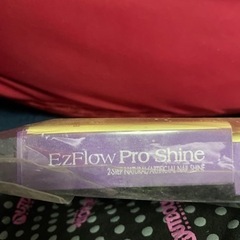 EzFlow Pro Shine
2-STEP NATURAL/ARTIFICIAL NAIL SHINE